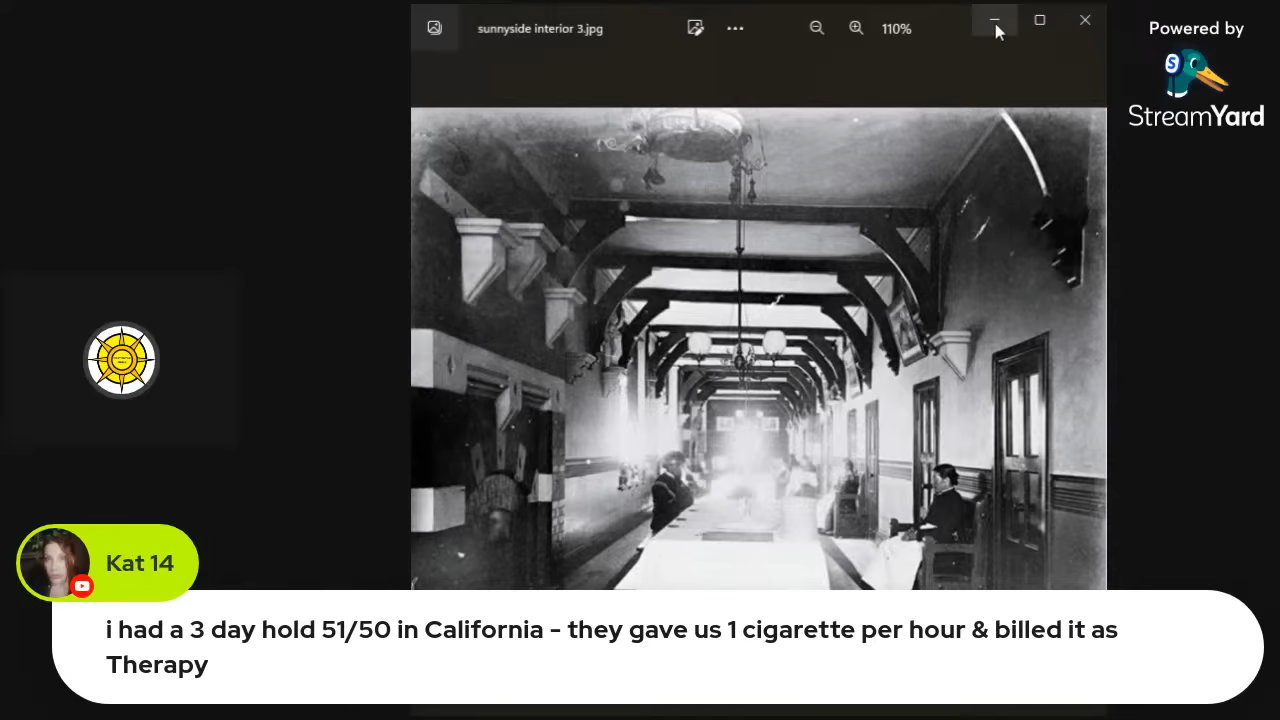 sunnyside interior 3.jpg
110%
Powered by
S
StreamYard
Kat 14
i had a 3 day hold 51/50 in California - they gave us 1 cigarette per hour & billed it as
Therapy